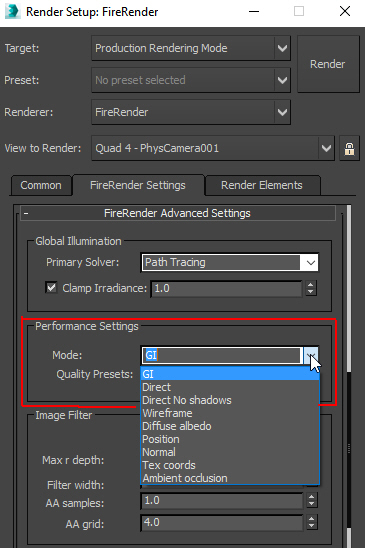 Render Setup: FireRender
Target: Production Rendering Mode
Render
Preset: No preset selected
Renderer: FireRender
View to Render: Quad 4 - PhysCamera001
Common FireRender Settings Render Elements
- FireRender Advanced Settings
Global Illumination
Primary Solver: Path Tracing
Clamp Irradiance: 1.0
Performance Settings
Mode: GI
Quality Presets:
GI
Direct
Direct No shadows
Wireframe
Diffuse albedo
Position
Normal
Tex coords
Ambient occlusion
Image Filter
Max r depth:
Filter width:
AA samples: 1.0
AA grid: 4.0